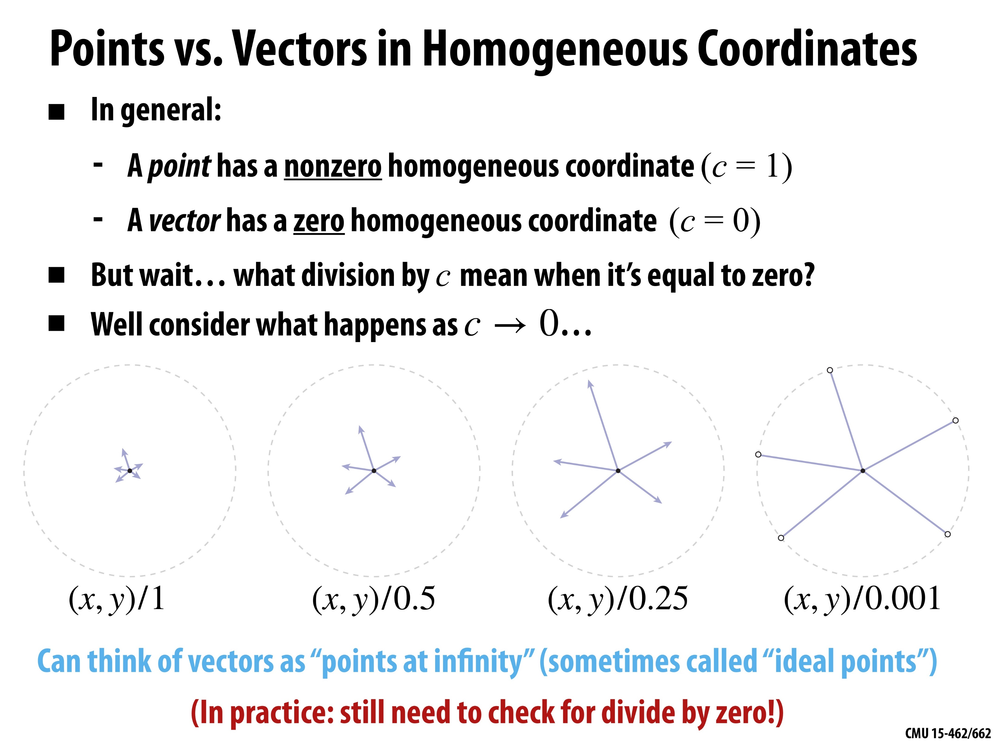 Points vs. Vectors in Homogeneous Coordinates
■ In general:
- A point has a nonzero homogeneous coordinate (c = 1)
- A vector has a zero homogeneous coordinate (c = 0)
■ But wait… what division by c mean when it’s equal to zero?
■ Well consider what happens as c → 0…
(x, y)/1 (x, y)/0.5 (x, y)/0.25 (x, y)/0.001
Can think of vectors as “points at infinity” (sometimes called “ideal points”)
(In practice: still need to check for divide by zero!)
CMU 15-462/662